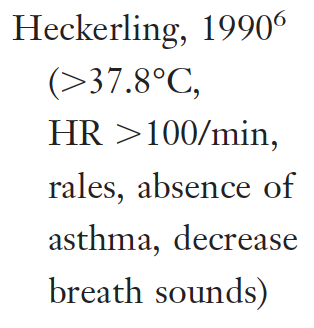 Heckerling, 1990⁶
(>37.8°C,
HR >100/min,
rales, absence of
asthma, decrease
breath sounds)